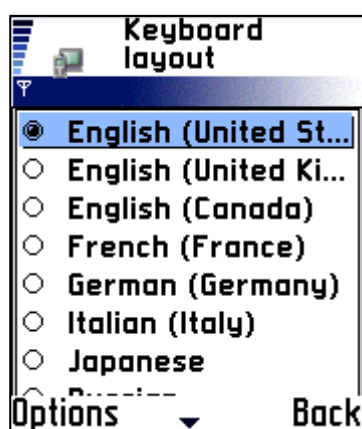 Keyboard
layout
English (United St...
English (United Ki...
English (Canada)
French (France)
German (Germany)
Italian (Italy)
Japanese
Options
Back